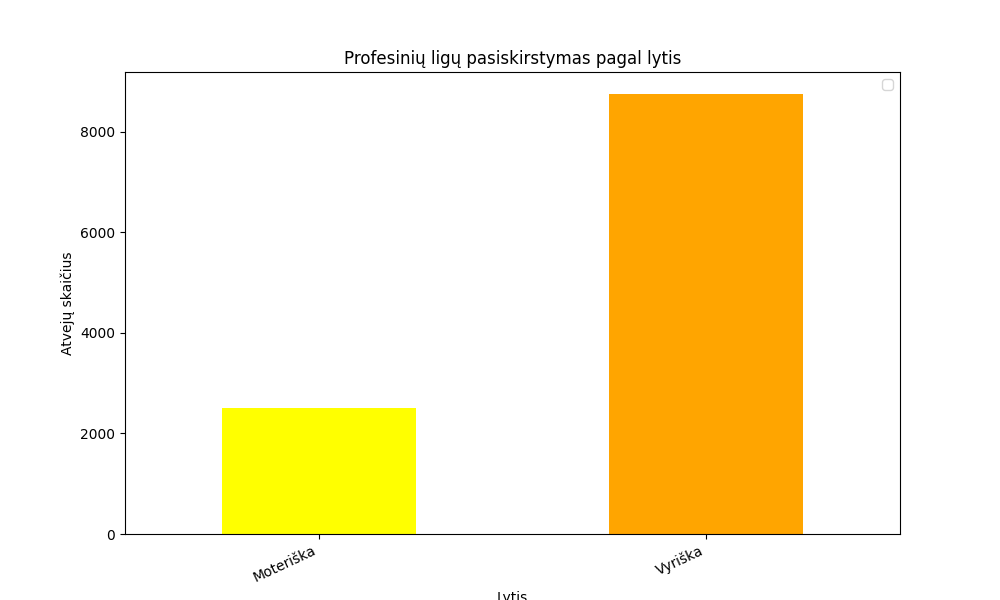 Profesinių ligų pasiskirstymas pagal lytis
Atvejų skaičius
8000
6000
4000
2000
0
Moteriška
Vyriška
Lytis